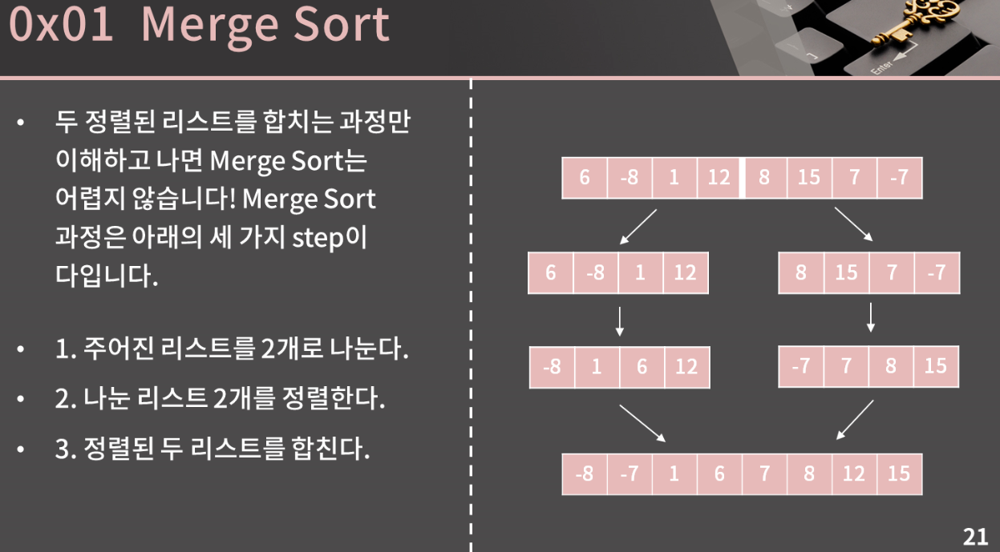 0x01 Merge Sort
Enter
• 두 정렬된 리스트를 합치는 과정만
이해하고 나면 Merge Sort는
어렵지 않습니다! Merge Sort
과정은 아래의 세 가지 step이
다입니다.
• 1. 주어진 리스트를 2개로 나눈다.
• 2. 나눈 리스트 2개를 정렬한다.
• 3. 정렬된 두 리스트를 합친다.
6 -8 1 12 8 15 7 -7
6 -8 1 12
8 15 7 -7
-8 1 6 12
-7 7 8 15
-8 -7 1 6 7 8 12 15
21